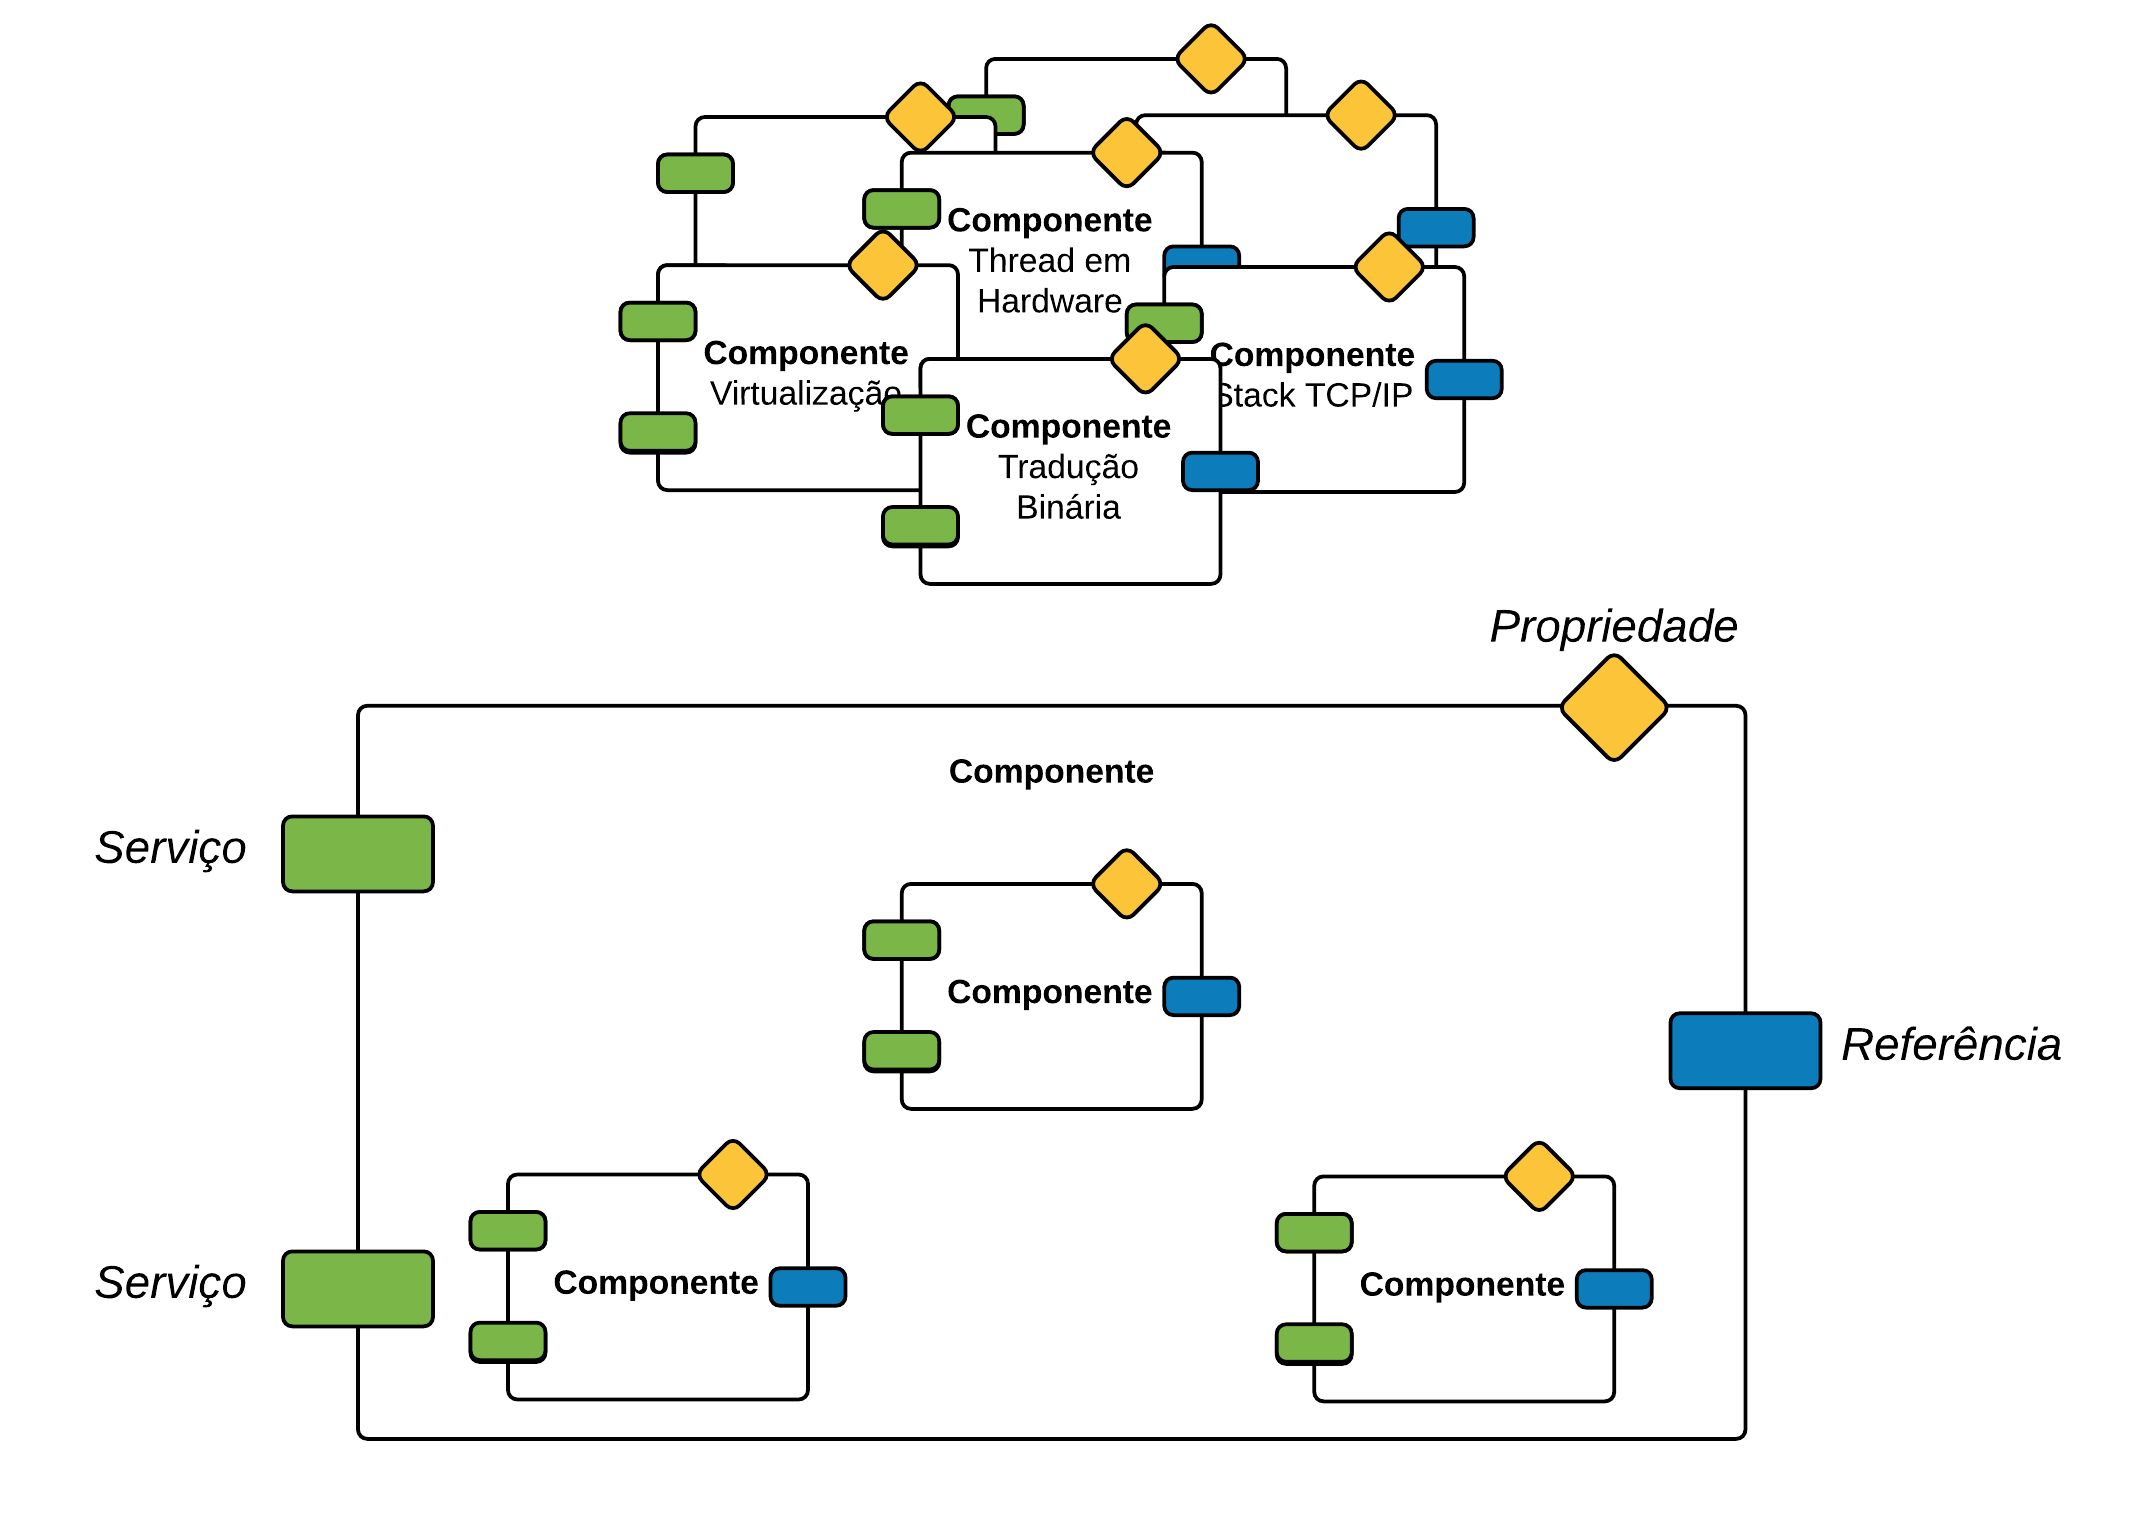 Componente
Thread em
Hardware
Componente
Virtualização
Componente
Stack TCP/IP
Componente
Tradução
Binária
Propriedade
Componente
Serviço
Componente
Referência
Serviço
Componente
Componente